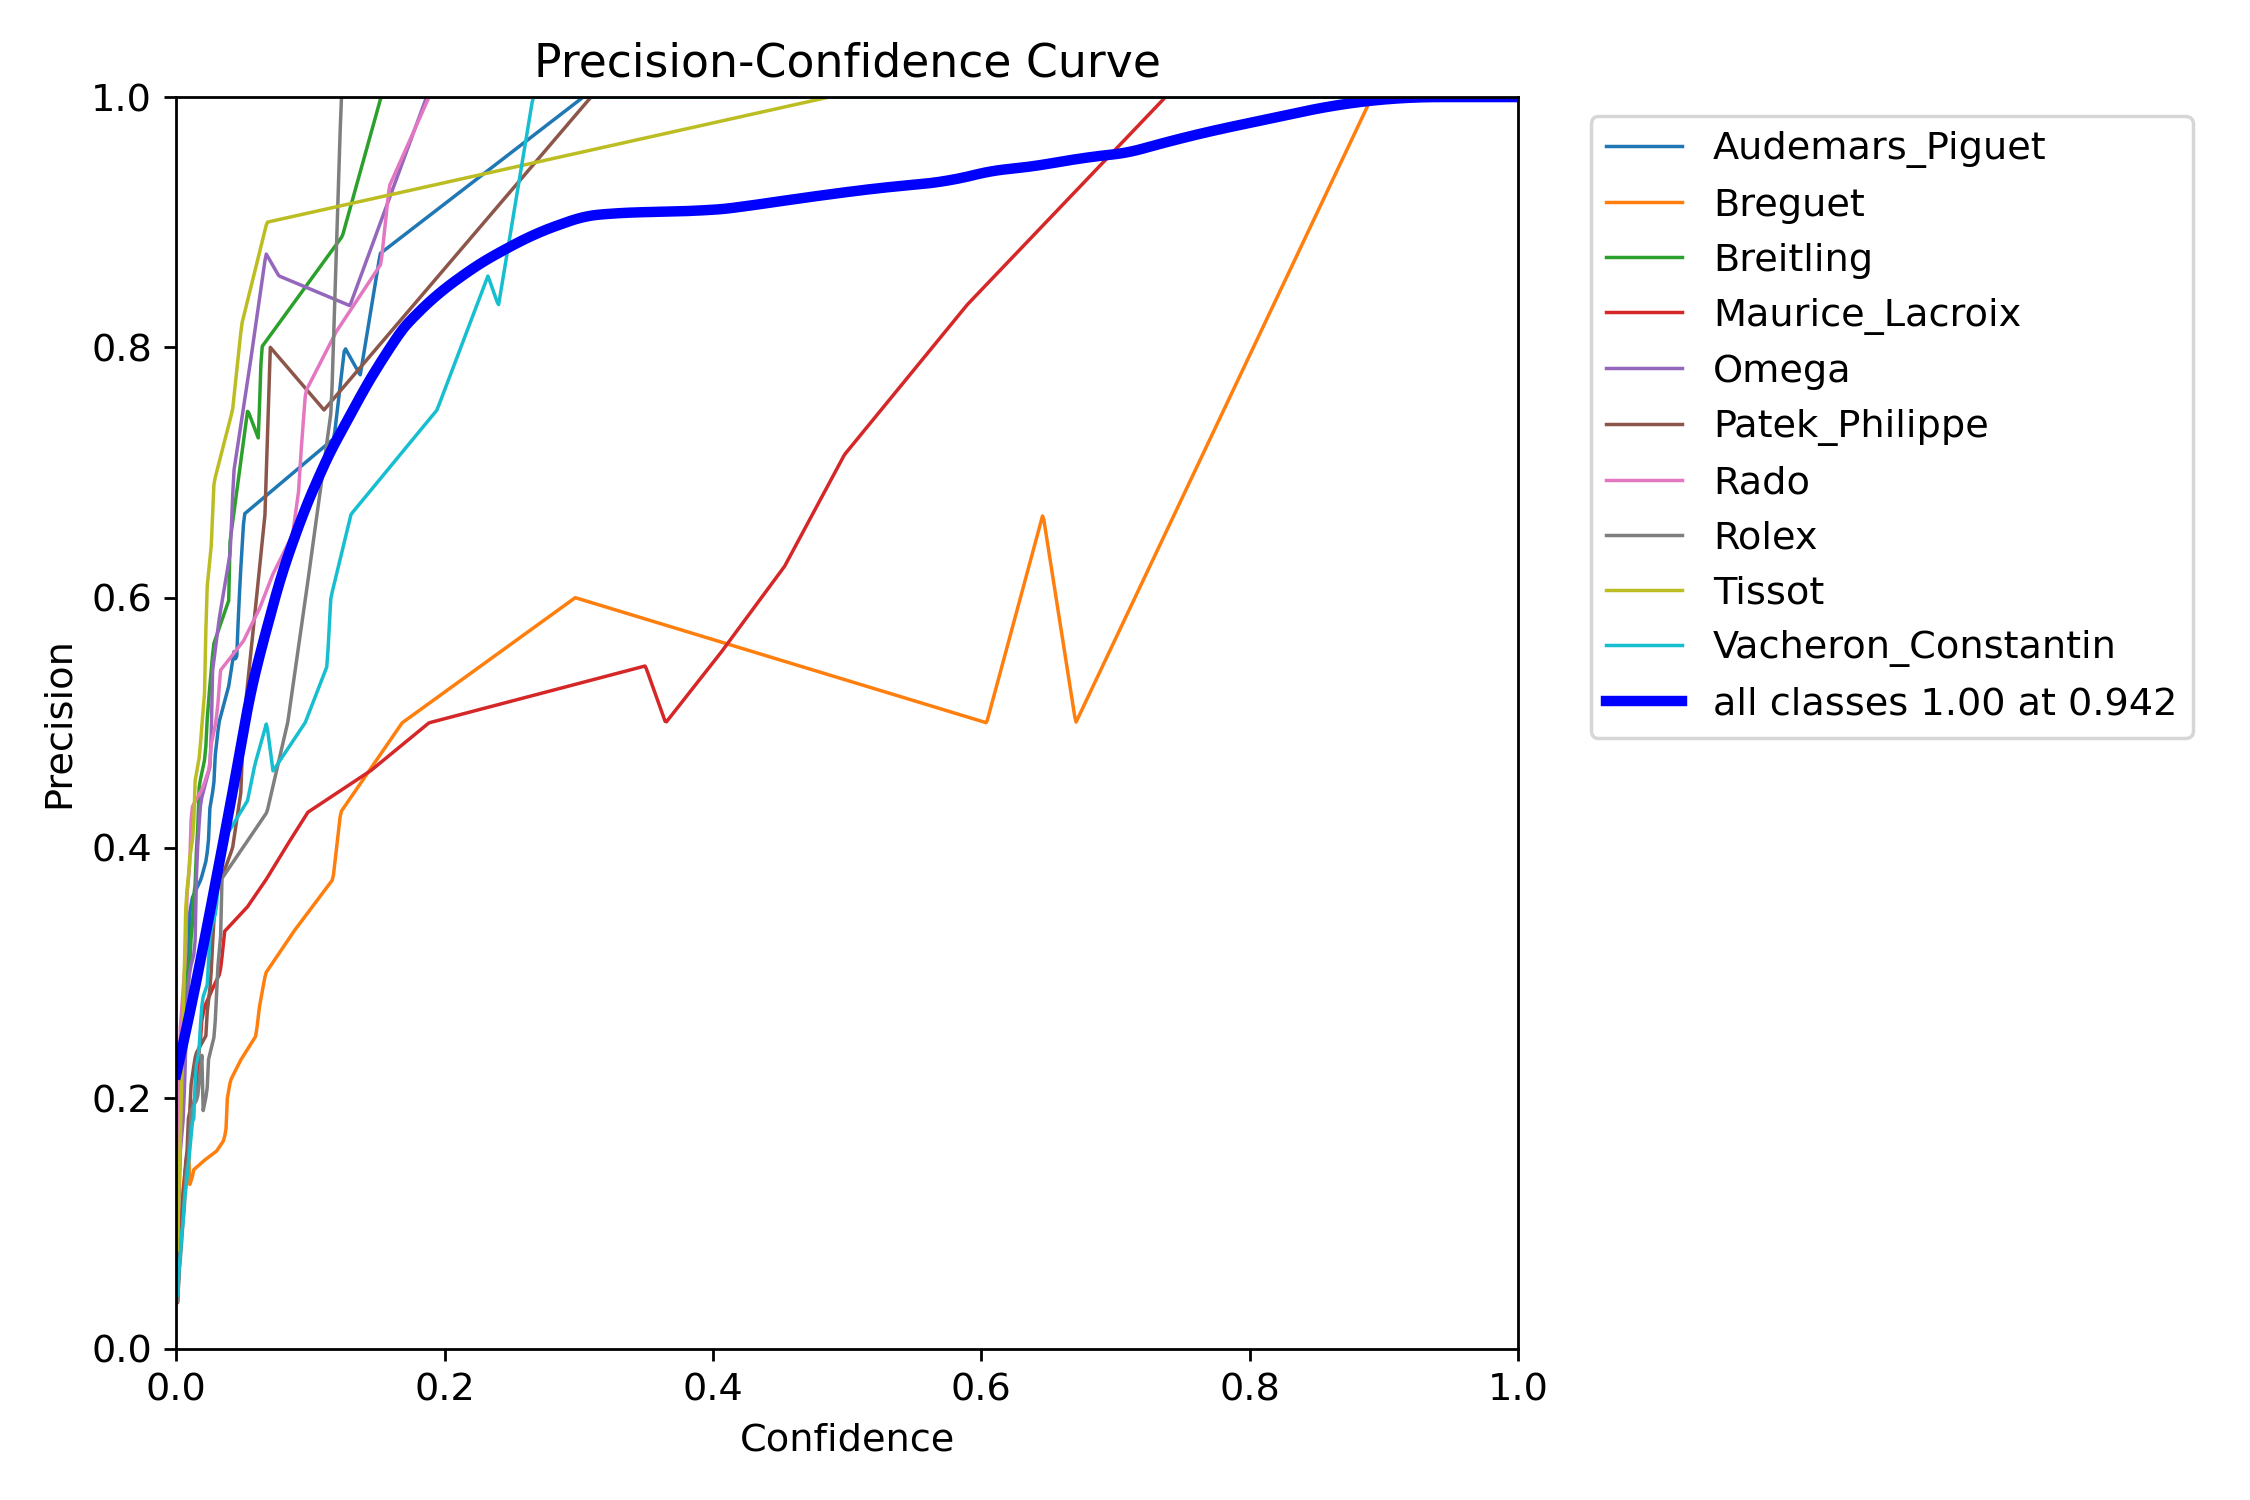 Precision-Confidence Curve
1.0
0.8
0.6
0.4
0.2
0.0
Precision
0.0 0.2 0.4 0.6 0.8 1.0
Confidence
Audemars_Piguet
Breguet
Breitling
Maurice_Lacroix
Omega
Patek_Philippe
Rado
Rolex
Tissot
Vacheron_Constantin
all classes 1.00 at 0.942